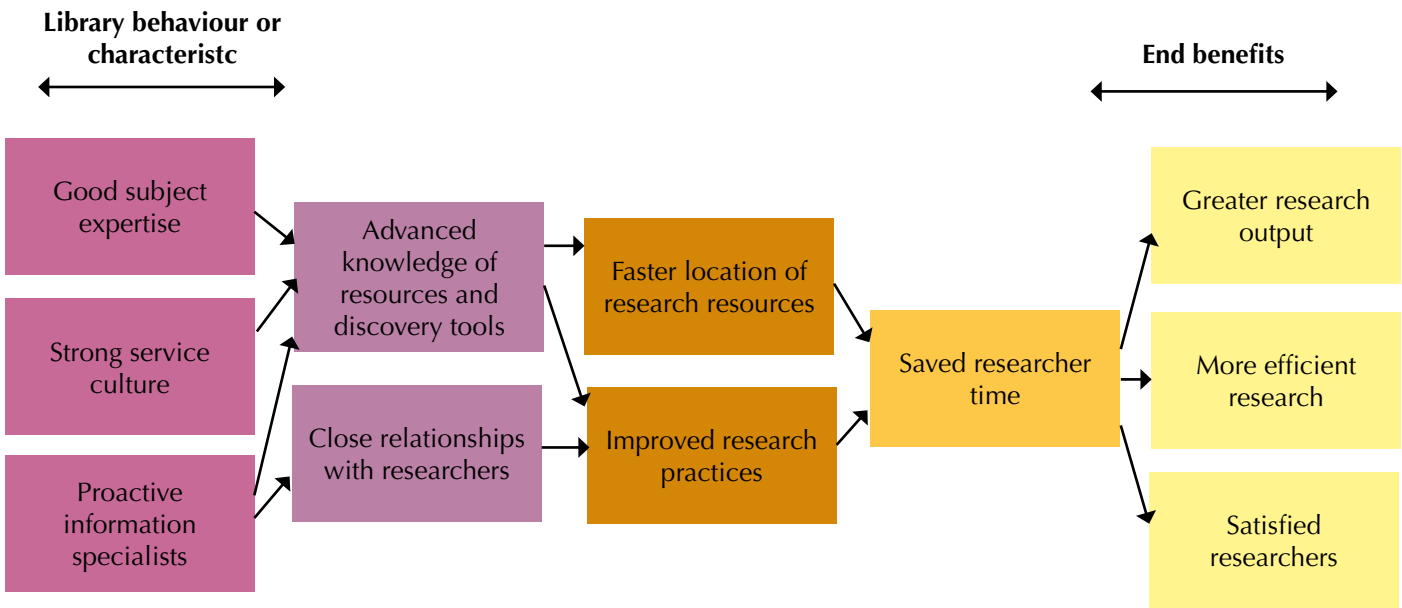 Library behaviour or
characteristc
End benefits
Good subject
expertise
Strong service
culture
Proactive
information
specialists
Advanced
knowledge of
resources and
discovery tools
Close relationships
with researchers
Faster location of
research resources
Improved research
practices
Saved researcher
time
Greater research
output
More efficient
research
Satisfied
researchers